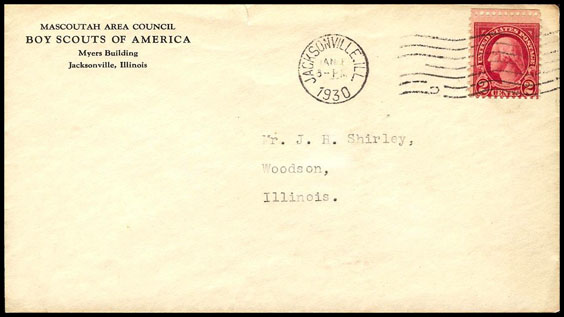 MASCOUTAH AREA COUNCIL
BOY SCOUTS OF AMERICA
Myers Building
Jacksonville, Illinois
JACKSONVILLE, ILL.
1930
UNITED STATES POSTAGE
2 CENTS 2
Mr. J. H. Shirley,
Woodson,
Illinois.